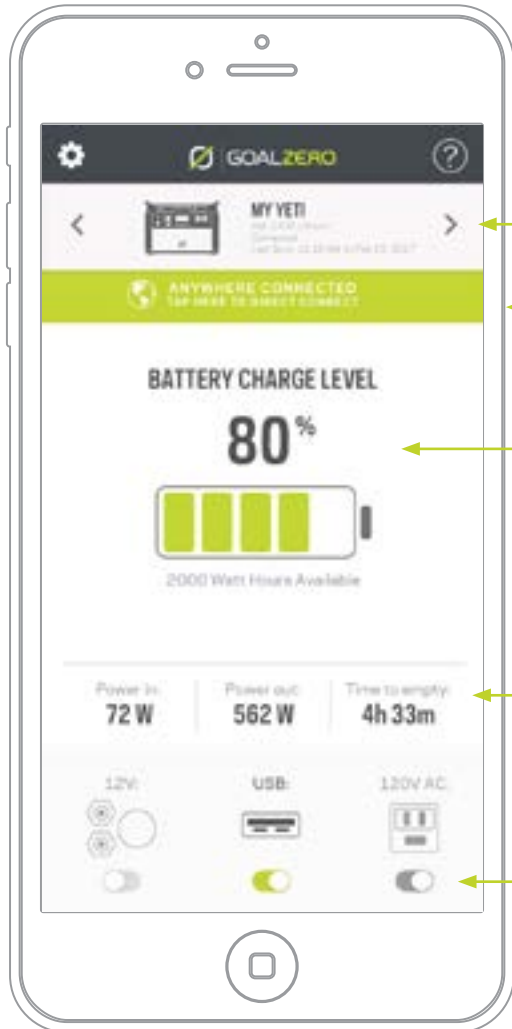 GOALZERO
?
MY YETI
ANYWHERE CONNECTED
TAP HERE TO DIRECT CONNECT
BATTERY CHARGE LEVEL
80%
2000 Watt Hours Available
Power in: Power out: Time to empty:
72 W 562 W 4h 33m
12V: USB: 120V AC: